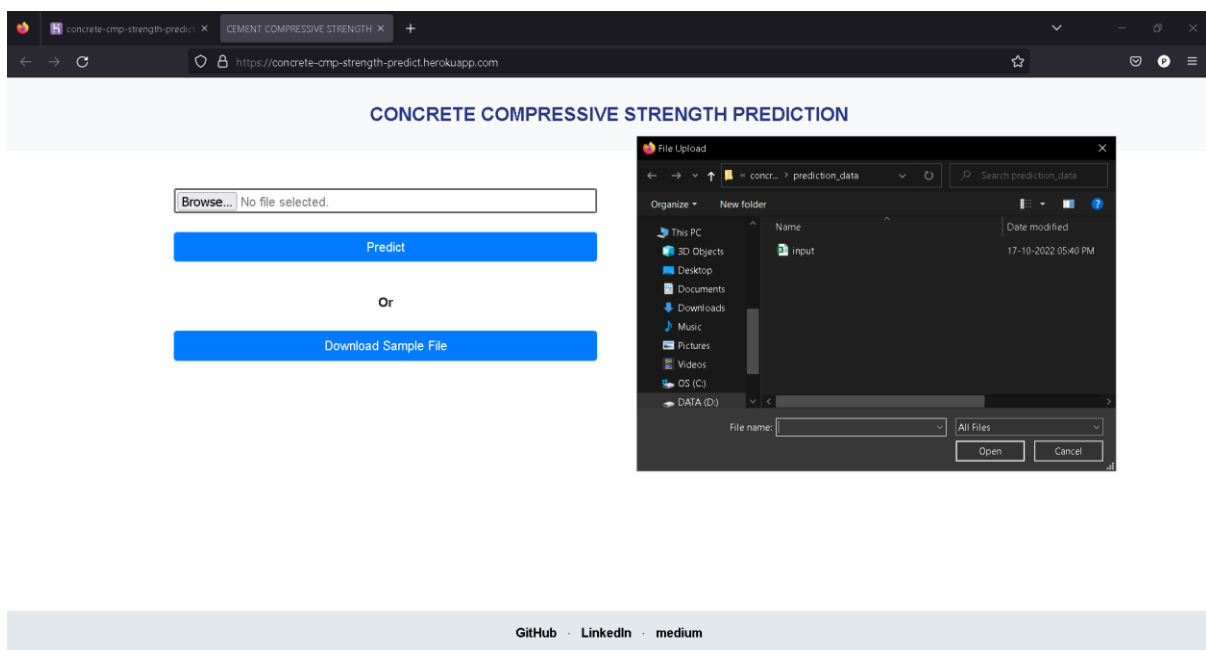 concrete-cmp-strength-predict
CEMENT COMPRESSIVE STRENGTH
https://concrete-cmp-strength-predict.herokuapp.com
P
CONCRETE COMPRESSIVE STRENGTH PREDICTION
Browse... No file selected.
Predict
Or
Download Sample File
File Upload
« concr... > prediction_data
Search prediction_data
Organize
New folder
Name
Date modified
This PC
3D Objects
Desktop
Documents
Downloads
Music
Pictures
Videos
OS (C:)
DATA (D:)
input
17-10-2022 05:40 PM
File name:
All Files
Open
Cancel
GitHub · LinkedIn · medium